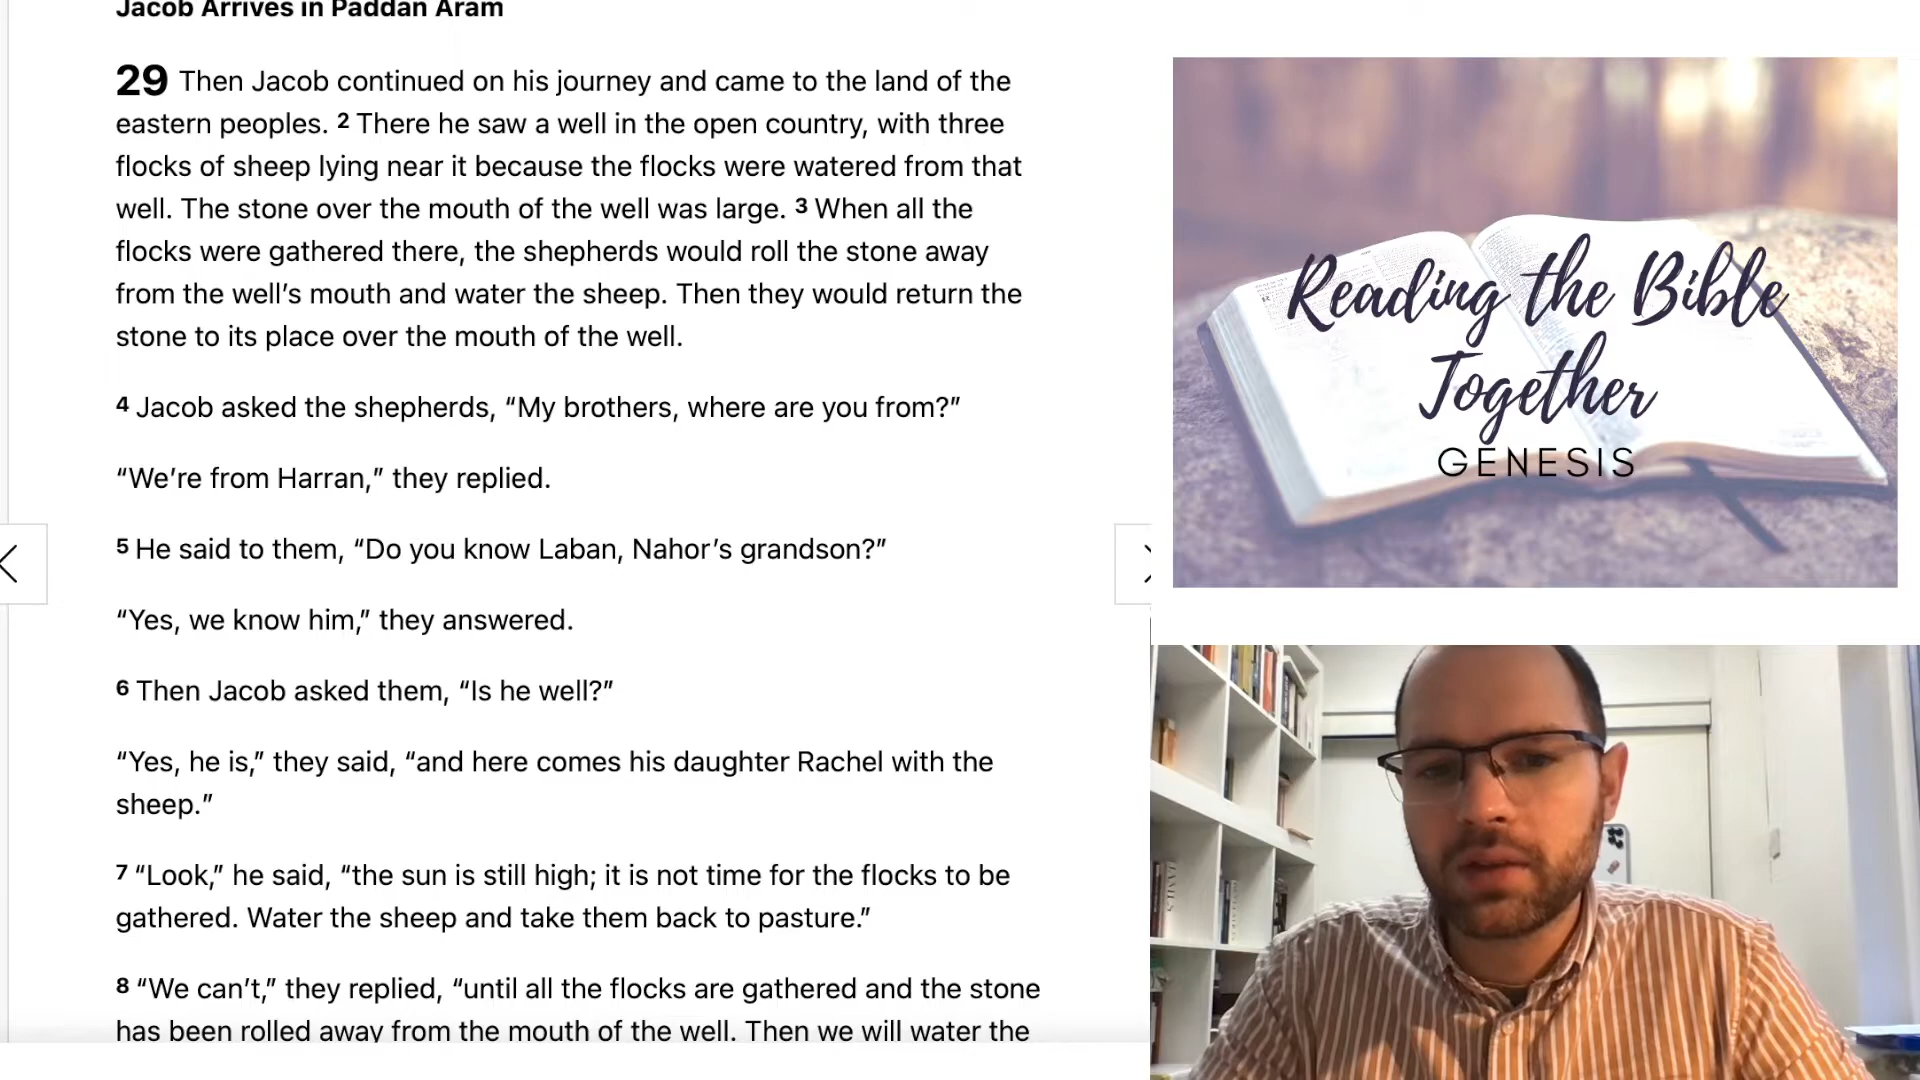 Jacob Arrives in Paddan Aram
29 Then Jacob continued on his journey and came to the land of the
eastern peoples. 2 There he saw a well in the open country, with three
flocks of sheep lying near it because the flocks were watered from that
well. The stone over the mouth of the well was large. 3 When all the
flocks were gathered there, the shepherds would roll the stone away
from the well’s mouth and water the sheep. Then they would return the
stone to its place over the mouth of the well.
4 Jacob asked the shepherds, “My brothers, where are you from?”
“We’re from Harran,” they replied.
5 He said to them, “Do you know Laban, Nahor’s grandson?”
“Yes, we know him,” they answered.
6 Then Jacob asked them, “Is he well?”
“Yes, he is,” they said, “and here comes his daughter Rachel with the
sheep.”
7 “Look,” he said, “the sun is still high; it is not time for the flocks to be
gathered. Water the sheep and take them back to pasture.”
8 “We can’t,” they replied, “until all the flocks are gathered and the stone
has been rolled away from the mouth of the well. Then we will water the
Reading the Bible
Together
GENESIS